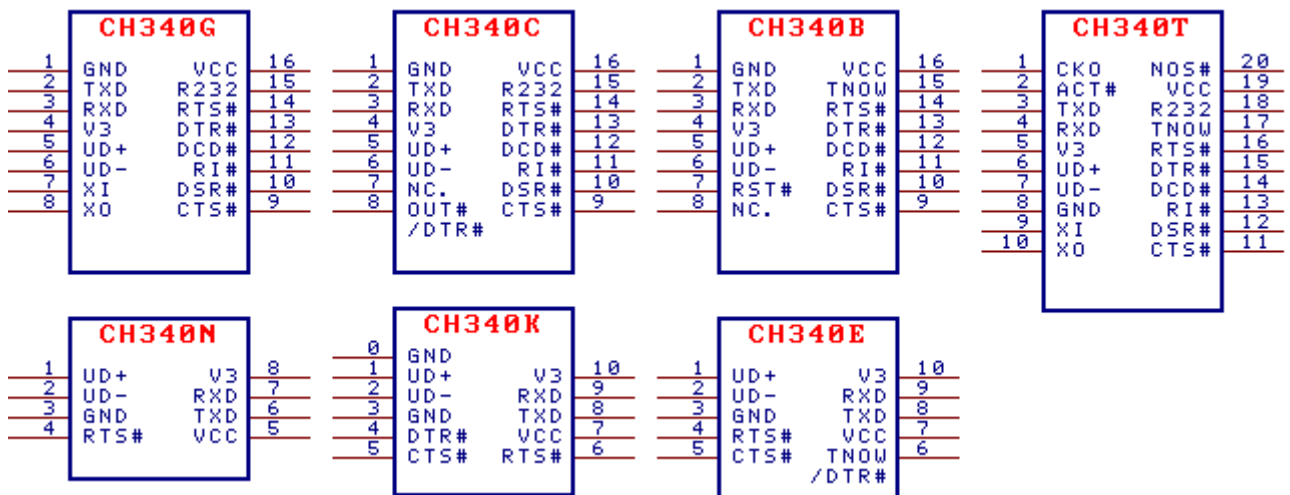 CH340G
1 GND VCC 16
2 TXD R232 15
3 RXD RTS# 14
4 V3 DTR# 13
5 UD+ DCD# 12
6 UD- RI# 11
7 XI DSR# 10
8 XO CTS# 9
CH340C
1 GND VCC 16
2 TXD R232 15
3 RXD RTS# 14
4 V3 DTR# 13
5 UD+ DCD# 12
6 UD- RI# 11
7 NC. DSR# 10
8 OUT# CTS# 9
/DTR#
CH340B
1 GND VCC 16
2 TXD TNOW 15
3 RXD RTS# 14
4 V3 DTR# 13
5 UD+ DCD# 12
6 UD- RI# 11
7 RST# DSR# 10
8 NC. CTS# 9
CH340T
1 CKO NOS# 20
2 ACT# VCC 19
3 TXD R232 18
4 RXD TNOW 17
5 V3 RTS# 16
6 UD+ DTR# 15
7 UD- DCD# 14
8 GND RI# 13
9 XI DSR# 12
10 XO CTS# 11
CH340N
1 UD+ V3 8
2 UD- RXD 7
3 GND TXD 6
4 RTS# VCC 5
CH340K
0 GND
1 UD+ V3 10
2 UD- RXD 9
3 GND TXD 8
4 DTR# VCC 7
5 CTS# RTS# 6
CH340E
1 UD+ V3 10
2 UD- RXD 9
3 GND TXD 8
4 RTS# VCC 7
5 CTS# TNOW 6
/DTR#